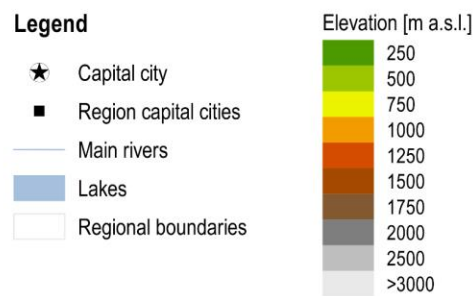 Legend
Capital city
Region capital cities
Main rivers
Lakes
Regional boundaries
Elevation [m a.s.l.]
250
500
750
1000
1250
1500
1750
2000
2500
>3000